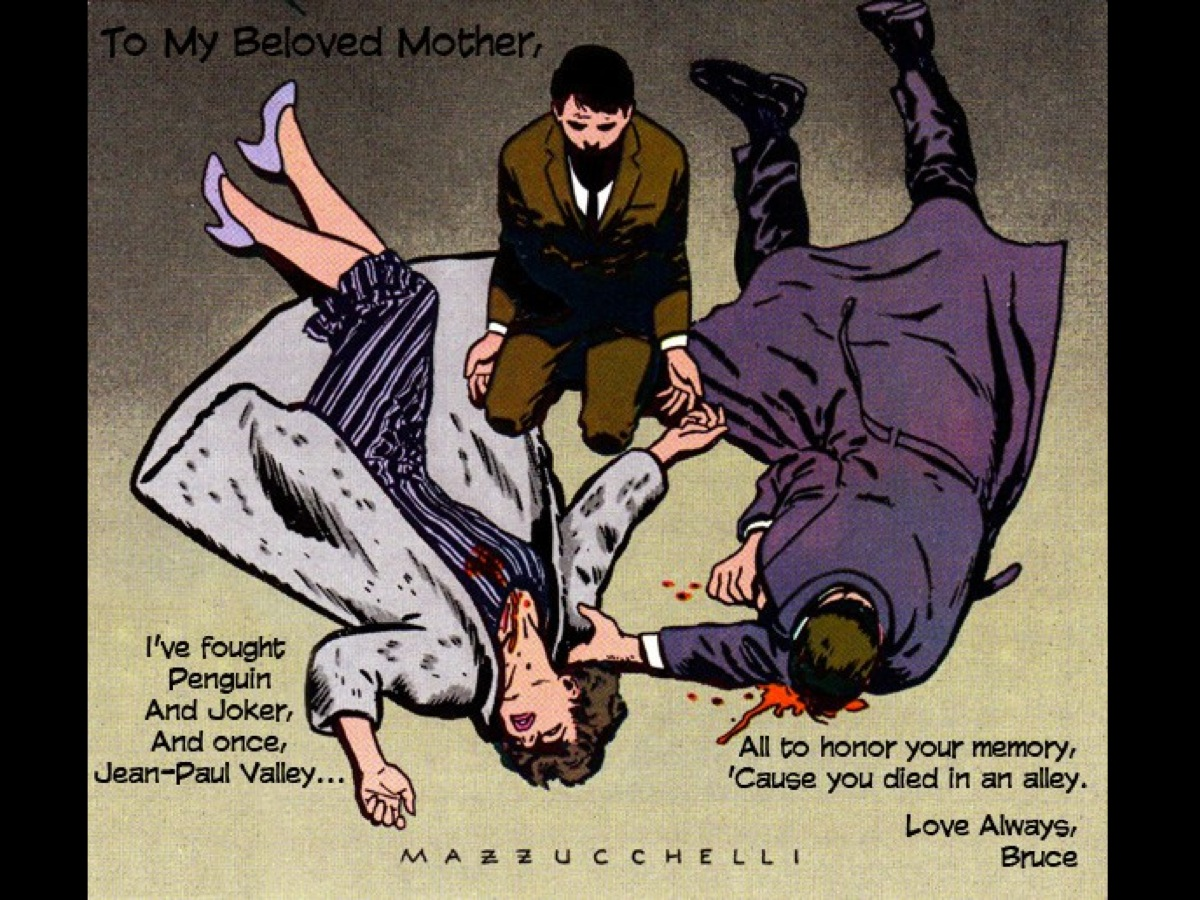 To My Beloved Mother,
I've fought
Penguin
And Joker,
And once,
Jean-Paul Valley...
All to honor your memory,
'Cause you died in an alley.
Love Always,
Bruce
MAZZUCCHELLI